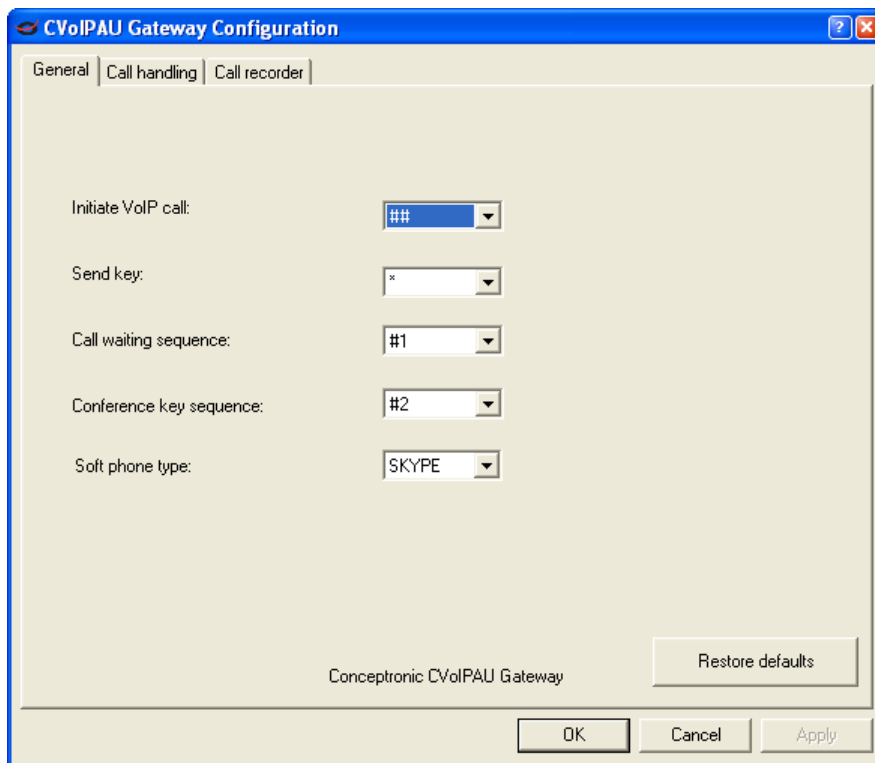 CVoIPAU Gateway Configuration
General Call handling Call recorder
Initiate VoIP call: ##
Send key: *
Call waiting sequence: #1
Conference key sequence: #2
Soft phone type: SKYPE
Restore defaults
Conceptronic CVoIPAU Gateway
OK Cancel Apply